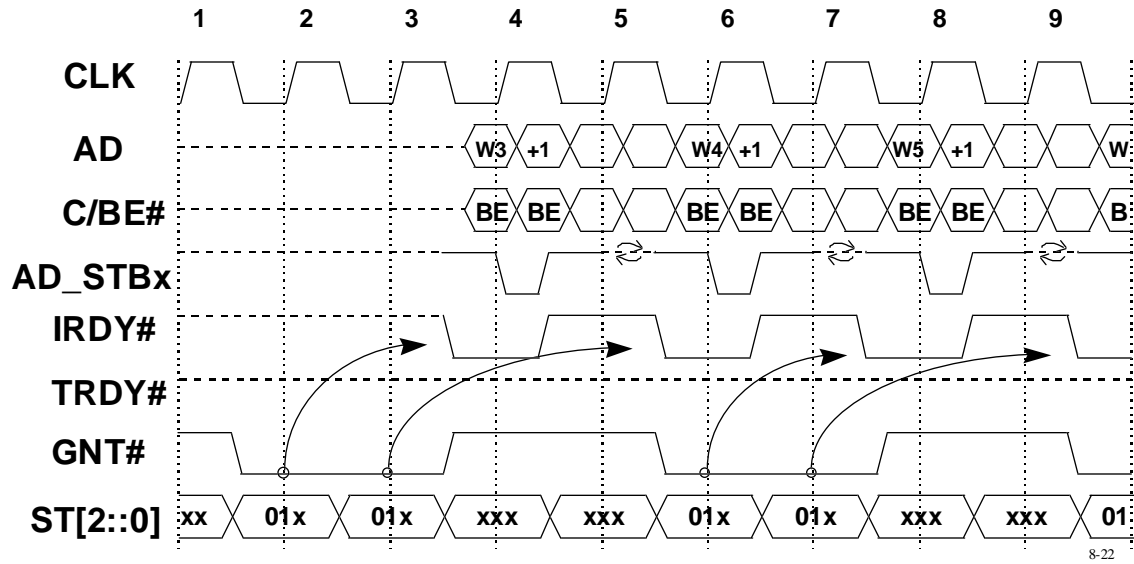 1 2 3 4 5 6 7 8 9
CLK
AD W3 +1 W4 +1 W5 +1 W
C/BE# BE BE BE BE BE BE B
AD_STBx
IRDY#
TRDY#
GNT#
ST[2::0] xx 01x 01x xxx xxx 01x 01x xxx xxx 01
8-22